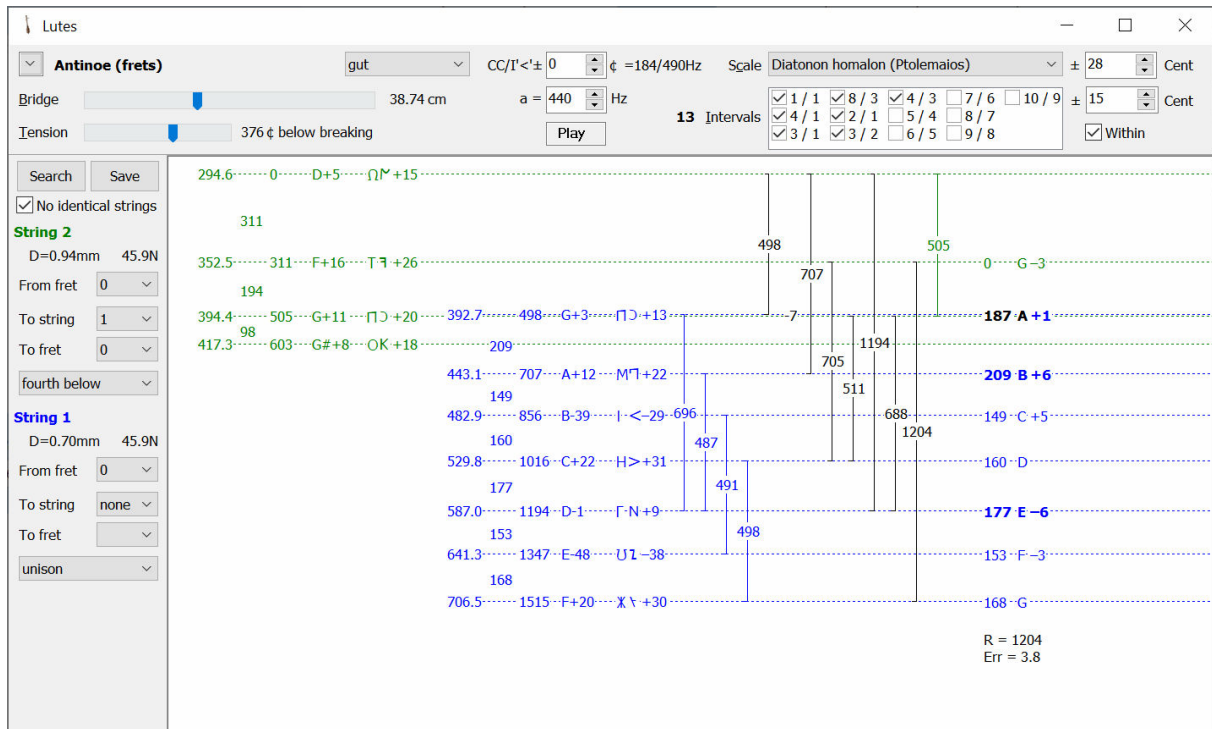 Lutes
Antinoe (frets) gut CC/I'<'± 0 ¢ =184/490Hz Scale Diatonon homalon (Ptolemaios) ± 28 Cent
Bridge 38.74 cm a = 440 Hz 13 Intervals 1 / 1 8 / 3 4 / 3 7 / 6 10 / 9 ± 15 Cent
4 / 1 2 / 1 5 / 4 8 / 7
Tension 376 ¢ below breaking Play 3 / 1 3 / 2 6 / 5 9 / 8 Within
Search Save
No identical strings
String 2
D=0.94mm 45.9N
From fret 0
To string 1
To fret 0
fourth below
String 1
D=0.70mm 45.9N
From fret 0
To string none
To fret
unison
294.6 0 D+5 +15
311
498 505
707
352.5 311 F+16 +26 0 G−3
194
394.4 505 G+11 +20 392.7 498 G+3 +13 -7 187 A +1
98
417.3 603 G#+8 OK +18 209 1194
705
443.1 707 A+12 +22 209 B +6
149 511
482.9 856 B-39 I <−29 696 688 149 C +5
160 487 1204
529.8 1016 C+22 H> +31 160 D
177 491
587.0 1194 D-1 Γ N +9 177 E −6
153 498
641.3 1347 E-48 −38 153 F −3
168
706.5 1515 F+20 +30 168 G
R = 1204
Err = 3.8